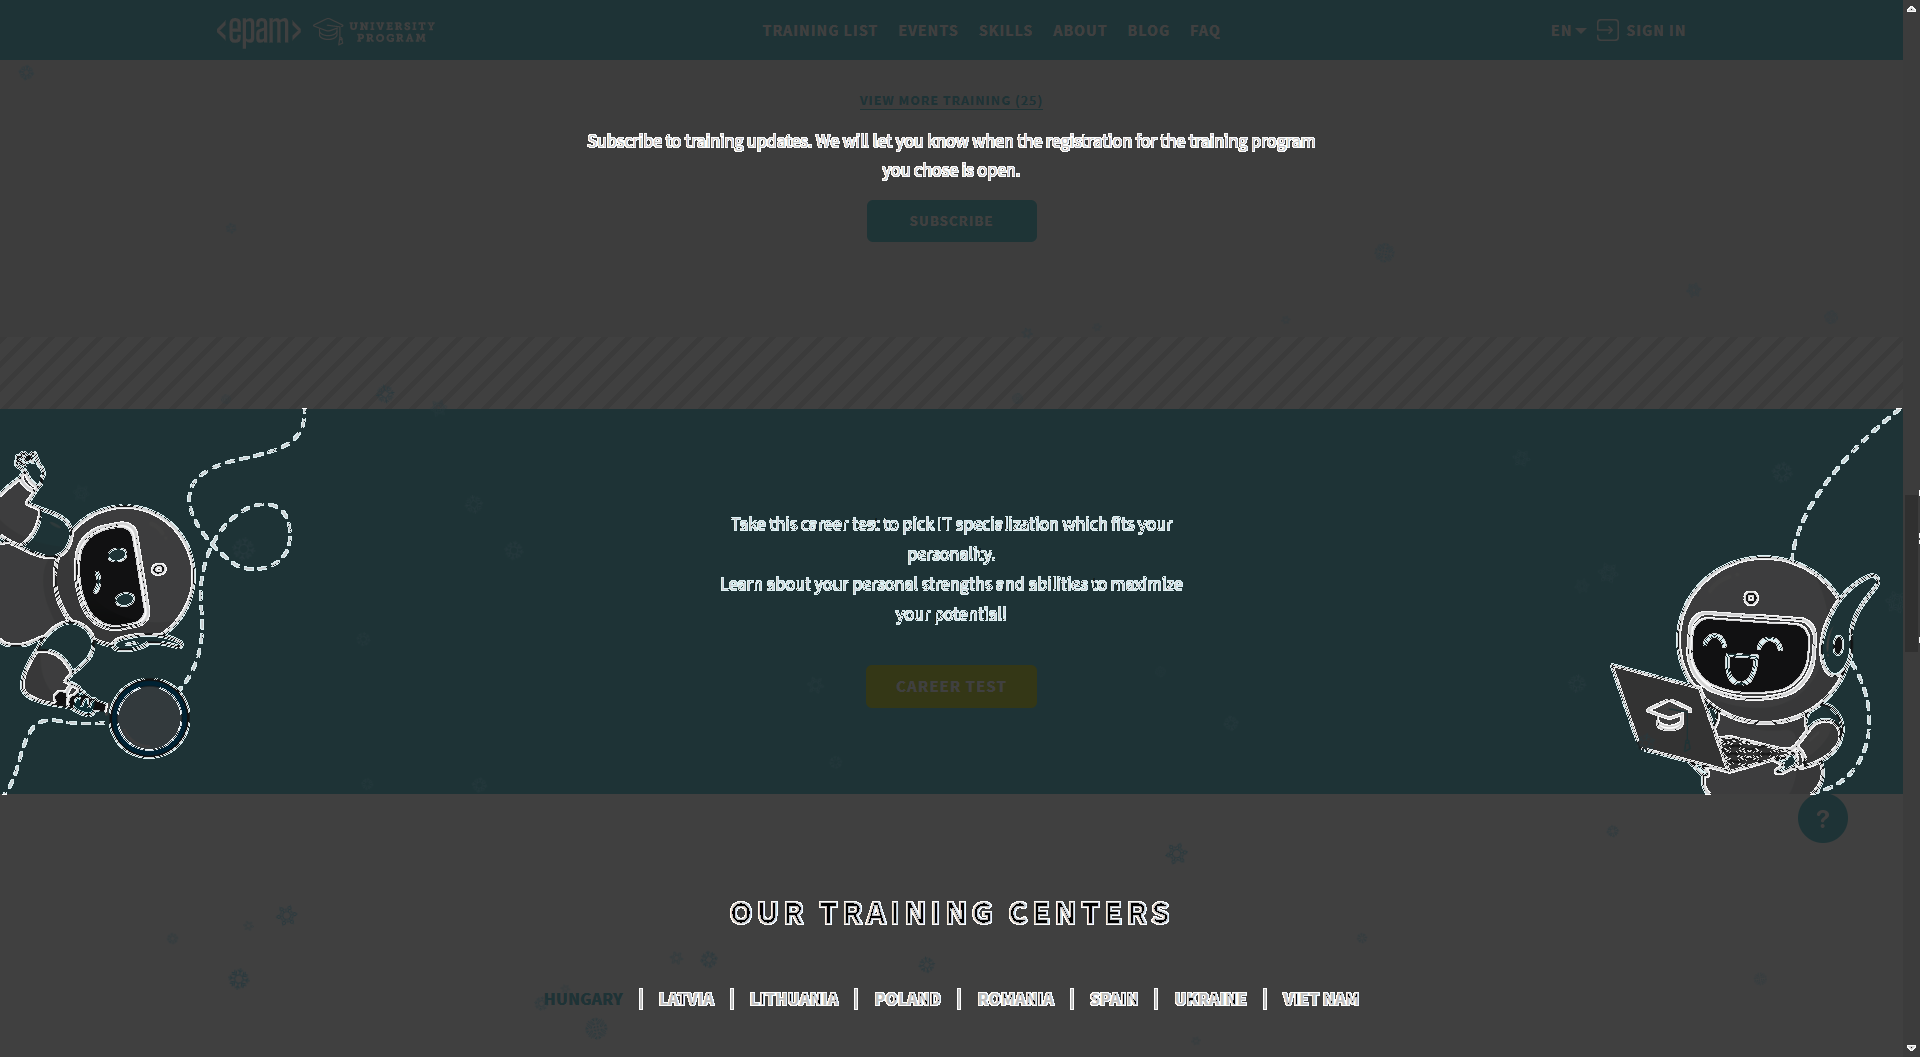 <epam> UNIVERSITY PROGRAM TRAINING LIST EVENTS SKILLS ABOUT BLOG FAQ EN SIGN IN
VIEW MORE TRAINING (25)
Subscribe to training updates. We will let you know when the registration for the training program
you chose is open.
SUBSCRIBE
Take this career test to pick IT specialization which fits your
personality.
Learn about your personal strengths and abilities to maximize
your potential!
CAREER TEST
?
OUR TRAINING CENTERS
HUNGARY | LATVIA | LITHUANIA | POLAND | ROMANIA | SPAIN | UKRAINE | VIET NAM